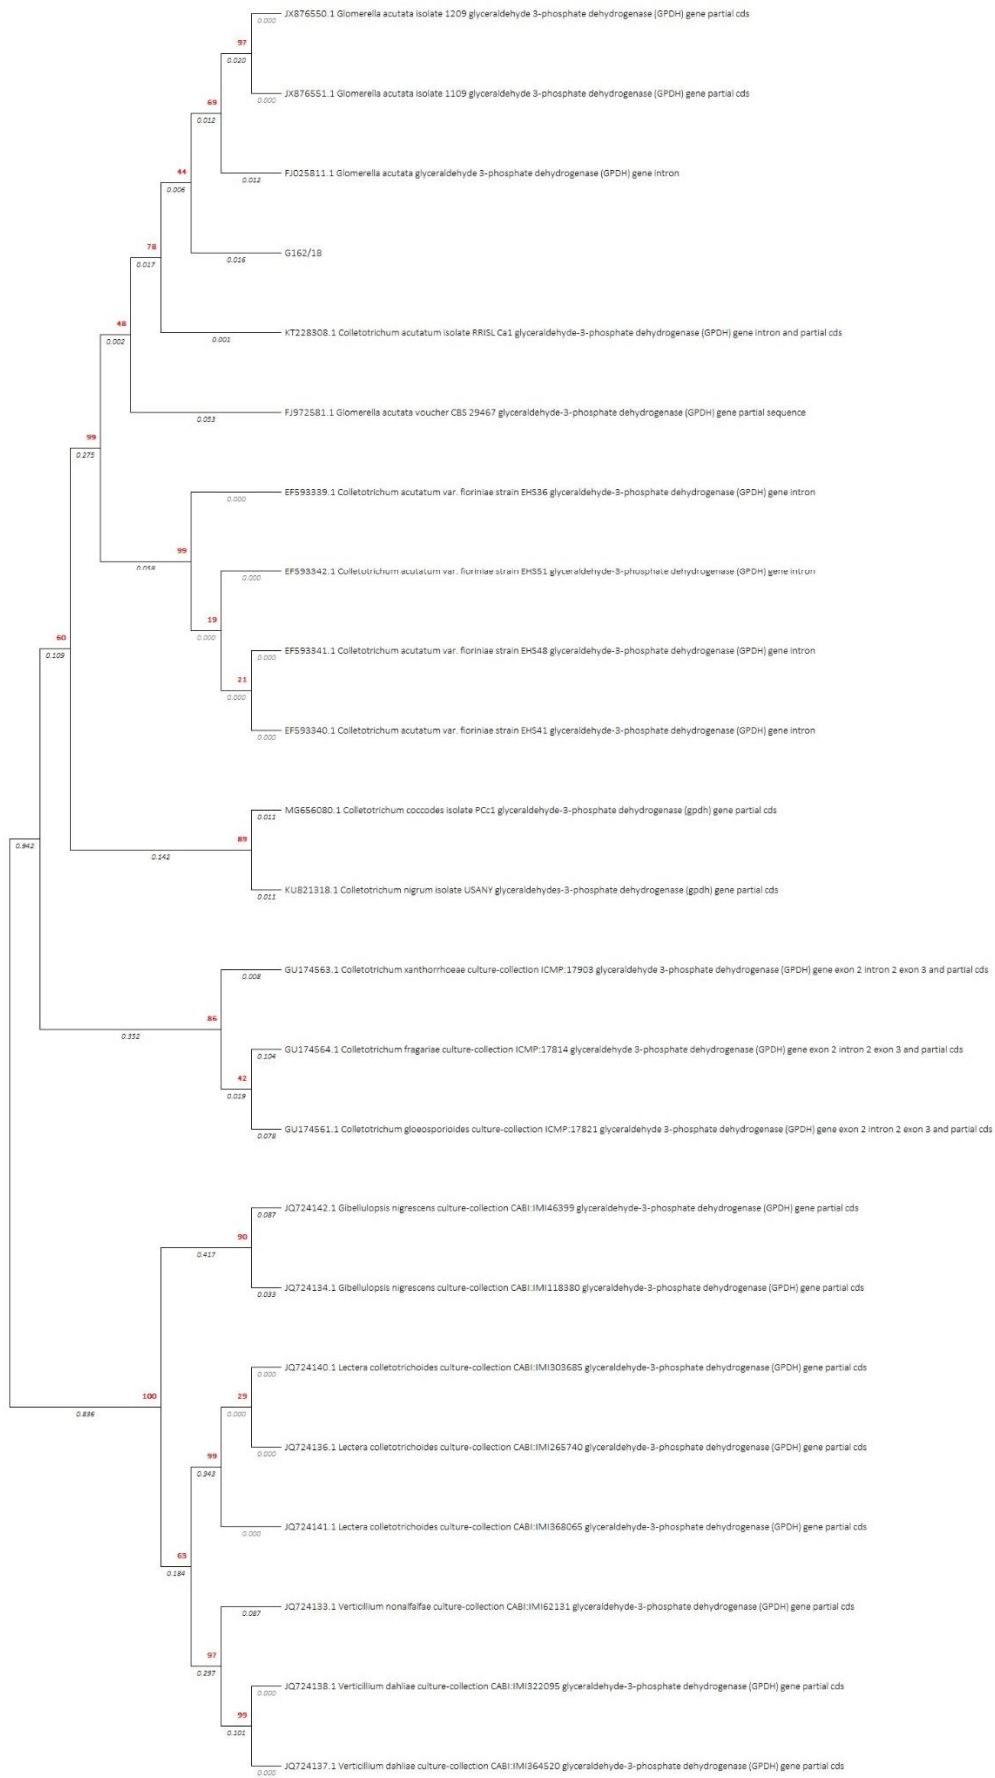 JX876550.1 Glomerella acutata isolate 1209 glyceraldehyde 3-phosphate dehydrogenase (GPDH) gene partial cds
0.000
97
0.020
JX876551.1 Glomerella acutata isolate 1109 glyceraldehyde 3-phosphate dehydrogenase (GPDH) gene partial cds
0.000
69
0.012
FJ025811.1 Glomerella acutata glyceraldehyde 3-phosphate dehydrogenase (GPDH) gene intron
0.012
44
0.006
78
G162/18
0.016
0.017
48
KT228308.1 Colletotrichum acutatum isolate RRISL Ca1 glyceraldehyde-3-phosphate dehydrogenase (GPDH) gene intron and partial cds
0.001
0.002
FJ972581.1 Glomerella acutata voucher CBS 29467 glyceraldehyde-3-phosphate dehydrogenase (GPDH) gene partial sequence
0.053
99
0.275
EF593339.1 Colletotrichum acutatum var. fioriniae strain EHS36 glyceraldehyde-3-phosphate dehydrogenase (GPDH) gene intron
0.000
99
0.058
EF593342.1 Colletotrichum acutatum var. fioriniae strain EHS51 glyceraldehyde-3-phosphate dehydrogenase (GPDH) gene intron
0.000
19
0.000
60
0.109
EF593341.1 Colletotrichum acutatum var. fioriniae strain EHS48 glyceraldehyde-3-phosphate dehydrogenase (GPDH) gene intron
0.000
21
0.000
EF593340.1 Colletotrichum acutatum var. fioriniae strain EHS41 glyceraldehyde-3-phosphate dehydrogenase (GPDH) gene intron
0.000
MG656080.1 Colletotrichum coccodes isolate PCc1 glyceraldehyde-3-phosphate dehydrogenase (gpdh) gene partial cds
0.011
89
0.942
0.142
KU821318.1 Colletotrichum nigrum isolate USANY glyceraldehydes-3-phosphate dehydrogenase (gpdh) gene partial cds
0.011
GU174563.1 Colletotrichum xanthorrhoeae culture-collection ICMP:17903 glyceraldehyde 3-phosphate dehydrogenase (GPDH) gene exon 2 intron 2 exon 3 and partial cds
0.008
86
0.332
GU174564.1 Colletotrichum fragariae culture-collection ICMP:17814 glyceraldehyde 3-phosphate dehydrogenase (GPDH) gene exon 2 intron 2 exon 3 and partial cds
0.104
42
0.019
GU174561.1 Colletotrichum gloeosporioides culture-collection ICMP:17821 glyceraldehyde 3-phosphate dehydrogenase (GPDH) gene exon 2 intron 2 exon 3 and partial cds
0.078
JQ724142.1 Gibellulopsis nigrescens culture-collection CABI:IMI46399 glyceraldehyde-3-phosphate dehydrogenase (GPDH) gene partial cds
0.087
90
0.417
JQ724134.1 Gibellulopsis nigrescens culture-collection CABI:IMI118380 glyceraldehyde-3-phosphate dehydrogenase (GPDH) gene partial cds
0.033
JQ724140.1 Lectera colletotrichoides culture-collection CABI:IMI303685 glyceraldehyde-3-phosphate dehydrogenase (GPDH) gene partial cds
0.000
100
29
0.836
0.000
JQ724136.1 Lectera colletotrichoides culture-collection CABI:IMI265740 glyceraldehyde-3-phosphate dehydrogenase (GPDH) gene partial cds
0.000
99
0.343
JQ724141.1 Lectera colletotrichoides culture-collection CABI:IMI368065 glyceraldehyde-3-phosphate dehydrogenase (GPDH) gene partial cds
0.000
63
0.184
JQ724133.1 Verticillium nonalfalfae culture-collection CABI:IMI62131 glyceraldehyde-3-phosphate dehydrogenase (GPDH) gene partial cds
0.087
97
0.297
JQ724138.1 Verticillium dahliae culture-collection CABI:IMI322095 glyceraldehyde-3-phosphate dehydrogenase (GPDH) gene partial cds
0.000
99
0.101
JQ724137.1 Verticillium dahliae culture-collection CABI:IMI364520 glyceraldehyde-3-phosphate dehydrogenase (GPDH) gene partial cds
0.000